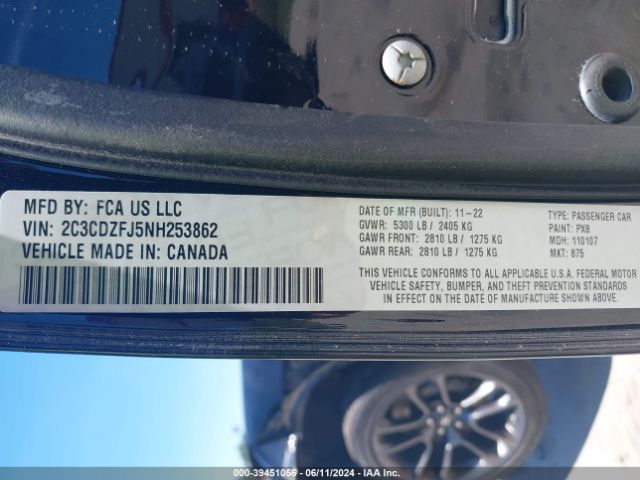 MFD BY: FCA US LLC
VIN: 2C3CDZFJ5NH253862
VEHICLE MADE IN: CANADA
DATE OF MFR (BUILT): 11-22
GVWR: 5300 LB / 2405 KG
GAWR FRONT: 2810 LB / 1275 KG
GAWR REAR: 2810 LB / 1275 KG
TYPE: PASSENGER CAR
PAINT: PX8
MDH: 110107
MKT: 875
THIS VEHICLE CONFORMS TO ALL APPLICABLE U.S.A. FEDERAL MOTOR
VEHICLE SAFETY, BUMPER, AND THEFT PREVENTION STANDARDS
IN EFFECT ON THE DATE OF MANUFACTURE SHOWN ABOVE.
000-39451056 - 06/11/2024 - IAA Inc.